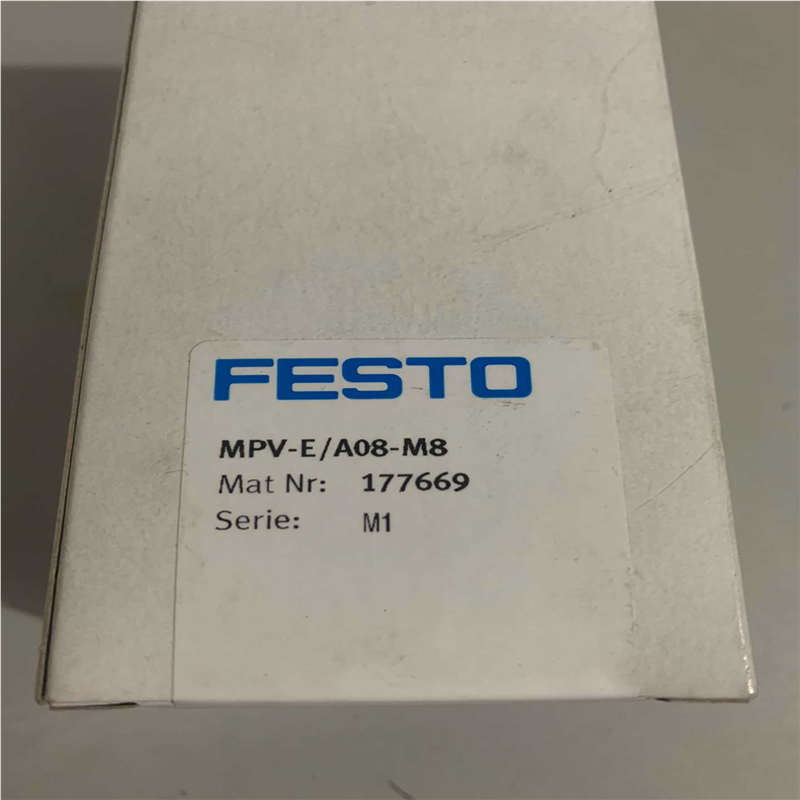 FESTO
MPV-E/A08-M8
Mat Nr: 177669
Serie: M1